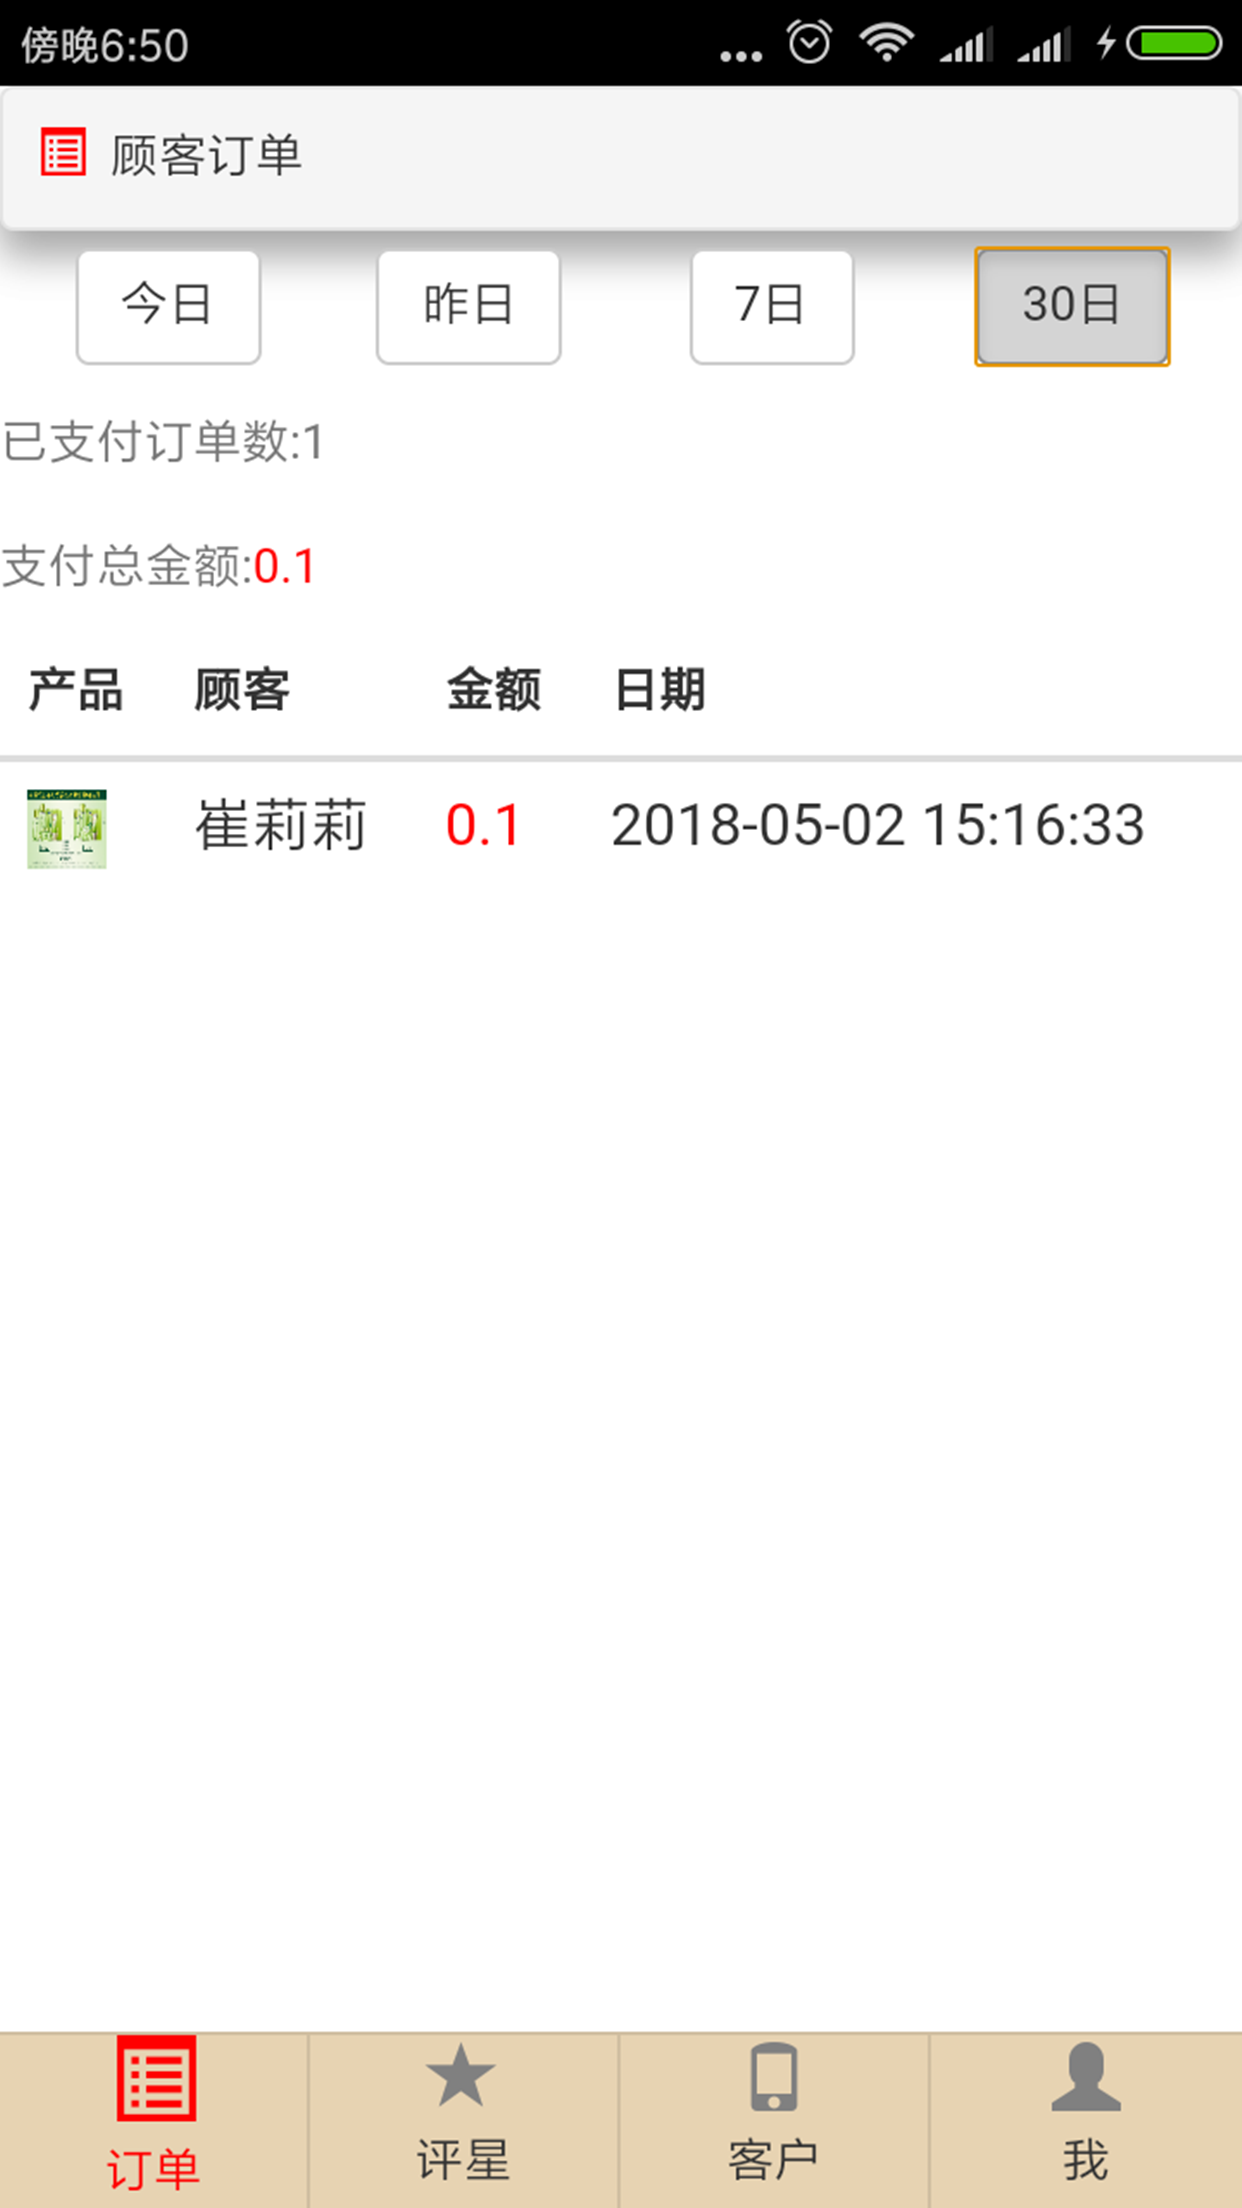 傍晚6:50
顾客订单
今日 昨日 7日 30日
已支付订单数:1
支付总金额:0.1
产品 顾客 金额 日期
崔莉莉 0.1 2018-05-02 15:16:33
订单 评星 客户 我